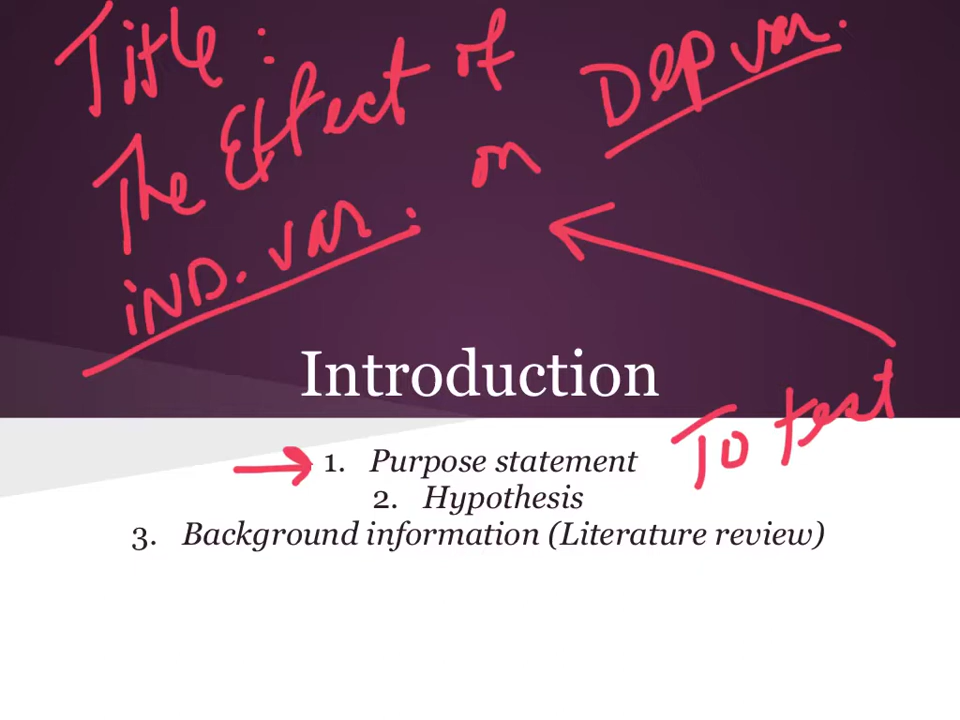 Title:
The Effect of
IND. var. on Dep var.
Introduction
To test
1. Purpose statement
2. Hypothesis
3. Background information (Literature review)